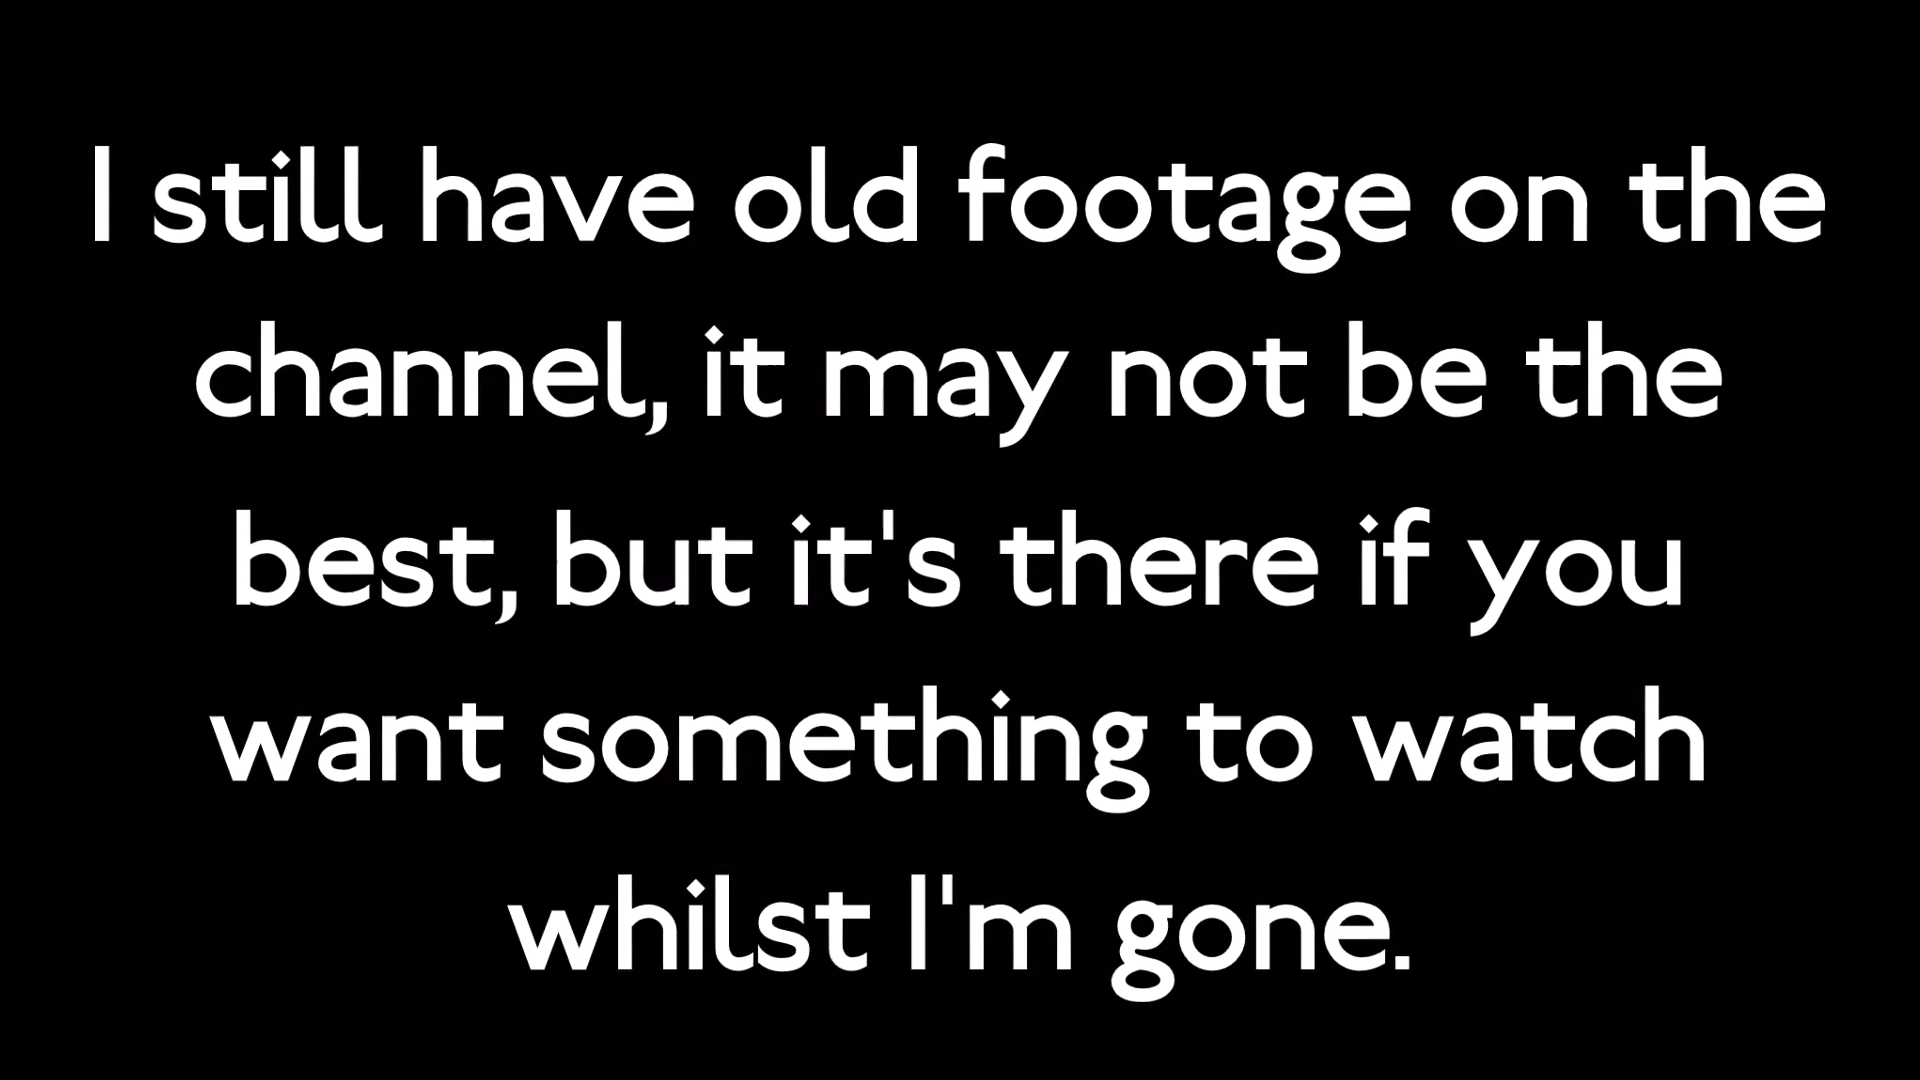 I still have old footage on the
channel, it may not be the
best, but it's there if you
want something to watch
whilst I'm gone.